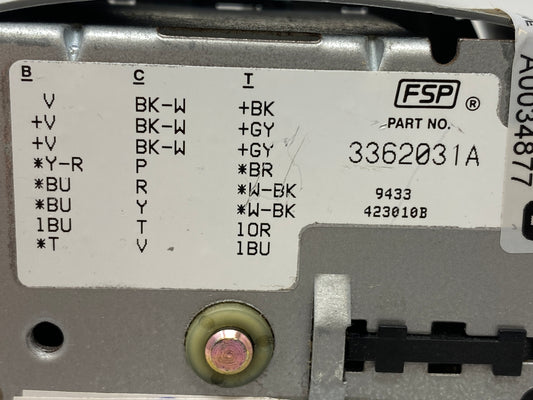 B C T
V BK-W +BK
+V BK-W +GY
+V BK-W +GY
*Y-R P *BR
*BU R *W-BK
*BU Y *W-BK
1BU T 1OR
*T V 1BU
FSP ®
PART NO.
3362031A
9433
423010B
A0034877